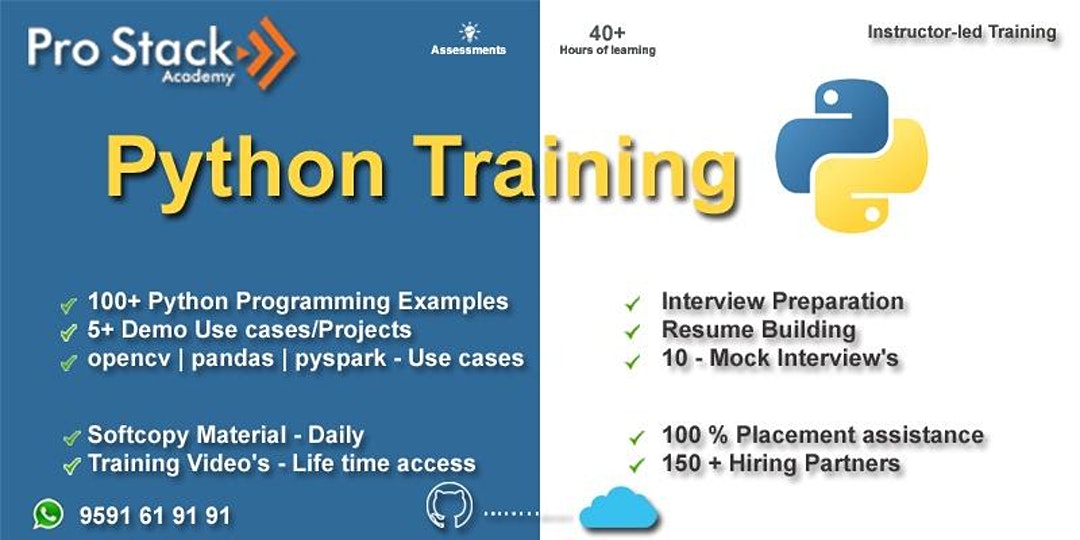 Pro Stack
Academy
Assessments
40+
Hours of learning
Instructor-led Training
Python Training
100+ Python Programming Examples
5+ Demo Use cases/Projects
opencv | pandas | pyspark - Use cases
Softcopy Material - Daily
Training Video's - Life time access
Interview Preparation
Resume Building
10 - Mock Interview's
100 % Placement assistance
150 + Hiring Partners
9591 61 91 91